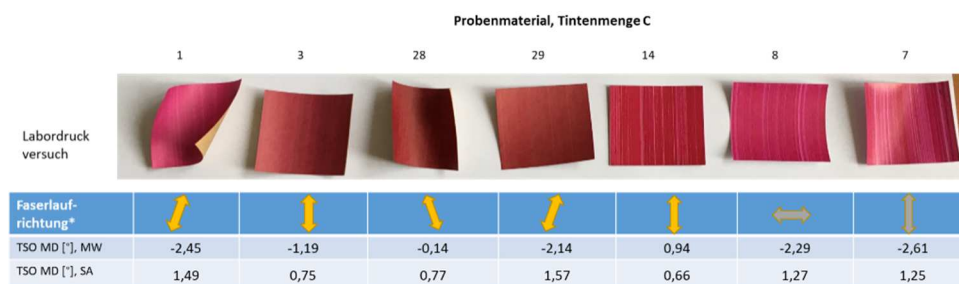 Probenmaterial, Tintenmenge C
1 3 28 29 14 8 7
Labordruck
versuch
Faserlauf-
richtung*
TSO MD [°], MW -2,45 -1,19 -0,14 -2,14 0,94 -2,29 -2,61
TSO MD [°], SA 1,49 0,75 0,77 1,57 0,66 1,27 1,25